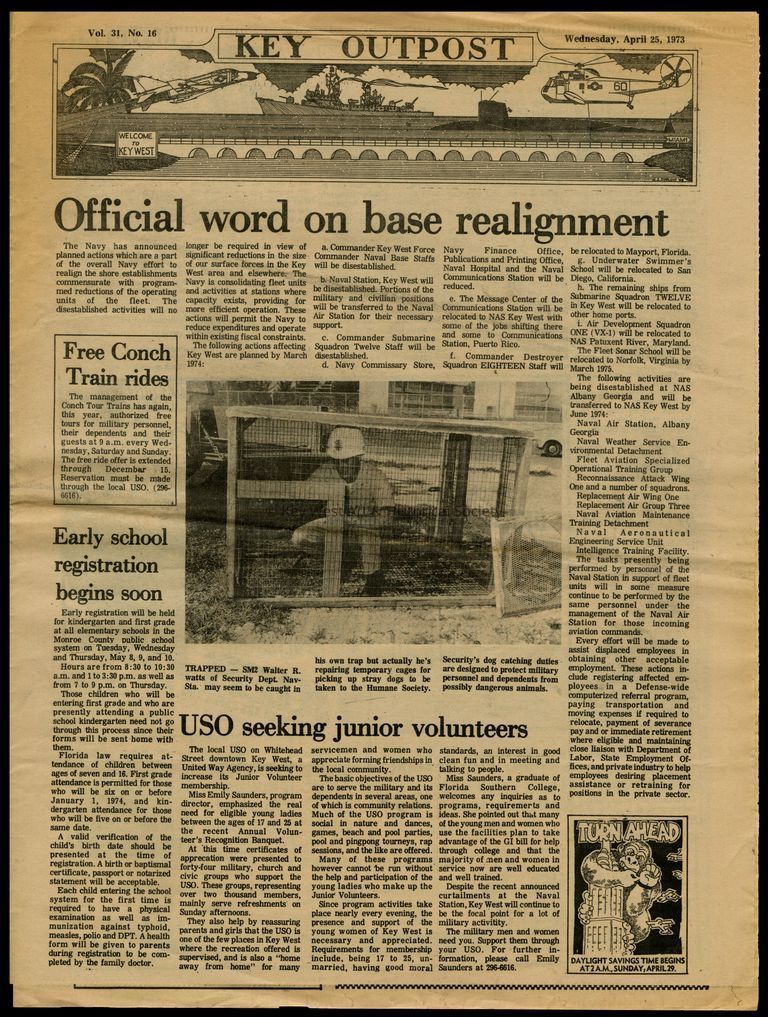 Vol. 31, No. 16
KEY OUTPOST
Wednesday, April 25, 1973
60
WELCOME
TO
KEY WEST
MIAMI
Official word on base realignment
The Navy has announced
planned actions which are a part
of the overall Navy effort to
realign the shore establishments
commensurate with program-
med reductions of the operating
units of the fleet. The
disestablished activities will no
longer be required in view of
significant reductions in the size
of our surface forces in the Key
West area and elsewhere. The
Navy is consolidating fleet units
and activities at stations where
capacity exists, providing for
more efficient operation. These
actions will permit the Navy to
reduce expenditures and operate
within existing fiscal constraints.
The following actions affecting
Key West are planned by March
1974:
a. Commander Key West Force
Commander Naval Base Staffs
will be disestablished.
b. Naval Station, Key West will
be disestablished. Portions of the
military and civilian positions
will be transferred to the Naval
Air Station for their necessary
support.
c. Commander Submarine
Squadron Twelve Staff will be
disestablished.
d. Navy Commissary Store,
Navy Finance Office,
Publications and Printing Office,
Naval Hospital and the Naval
Communications Station will be
reduced.
e. The Message Center of the
Communications Station will be
relocated to NAS Key West with
some of the jobs shifting there
and some to Communications
Station, Puerto Rico.
f. Commander Destroyer
Squadron EIGHTEEN Staff will
be relocated to Mayport, Florida.
g. Underwater Swimmer's
School will be relocated to San
Diego, California.
h. The remaining ships from
Submarine Squadron TWELVE
in Key West will be relocated to
other home ports.
i. Air Development Squadron
ONE (VX-1) will be relocated to
NAS Patuxent River, Maryland.
The Fleet Sonar School will be
relocated to Norfolk, Virginia by
March 1975.
The following activities are
being disestablished at NAS
Albany Georgia and will be
transferred to NAS Key West by
June 1974:
Naval Air Station, Albany
Georgia
Naval Weather Service En-
vironmental Detachment
Fleet Aviation Specialized
Operational Training Group
Reconnaissance Attack Wing
One and a number of squadrons.
Replacement Air Wing One
Replacement Air Group Three
Naval Aviation Maintenance
Training Detachment
Naval Aeronautical
Engineering Service Unit
Intelligence Training Facility.
The tasks presently being
performed by personnel of the
Naval Station in support of fleet
units will in some measure
continue to be performed by the
same personnel under the
management of the Naval Air
Station for those incoming
aviation commands.
Every effort will be made to
assist displaced employees in
obtaining other acceptable
employment. These actions in-
clude registering affected em-
ployees in a Defense-wide
computerized referral program,
paying transportation and
moving expenses if required to
relocate, payment of severance
pay and or immediate retirement
where eligible and maintaining
close liaison with Department of
Labor, State Employment Of-
fices, and private industry to help
employees desiring placement
assistance or retraining for
positions in the private sector.
Free Conch
Train rides
The management of the
Conch Tour Trains has again,
this year, authorized free
tours for military personnel,
their dependents and their
guests at 9 a.m. every Wed-
nesday, Saturday and Sunday.
The free ride offer is extended
through December 15.
Reservation must be made
through the local USO. (296-
6616).
Early school
registration
begins soon
Early registration will be held
for kindergarten and first grade
at all elementary schools in the
Monroe County public school
system on Tuesday, Wednesday
and Thursday, May 8, 9, and 10.
Hours are from 8:30 to 10:30
a.m. and 1 to 3:30 p.m. as well as
from 7 to 9 p.m. on Thursday.
Those children who will be
entering first grade and who are
presently attending a public
school kindergarten need not go
through this process since their
forms will be sent home with
them.
Florida law requires at-
tendance of children between
ages of seven and 16. First grade
attendance is permitted for those
who will be six on or before
January 1, 1974, and kin-
dergarten attendance for those
who will be five on or before the
same date.
A valid verification of the
child's birth date should be
presented at the time of
registration. A birth or baptismal
certificate, passport or notarized
statement will be acceptable.
Each child entering the school
system for the first time is
required to have a physical
examination as well as im-
munization against typhoid,
measles, polio and DPT. A health
form will be given to parents
during registration to be com-
pleted by the family doctor.
Key West Art & Historical Society
TRAPPED — SM2 Walter R.
watts of Security Dept. Nav-
Sta. may seem to be caught in
his own trap but actually he's
repairing temporary cages for
picking up stray dogs to be
taken to the Humane Society.
Security's dog catching duties
are designed to protect military
personnel and dependents from
possibly dangerous animals.
USO seeking junior volunteers
The local USO on Whitehead
Street downtown Key West, a
United Way Agency, is seeking to
increase its Junior Volunteer
membership.
Miss Emily Saunders, program
director, emphasized the real
need for eligible young ladies
between the ages of 17 and 25 at
the recent Annual Volun-
teer's Recognition Banquet.
At this time certificates of
apprecation were presented to
forty-four military, church and
civic groups who support the
USO. These groups, representing
over two thousand members,
mainly serve refreshments on
Sunday afternoons.
They also help by reassuring
parents and girls that the USO is
one of the few places in Key West
where the recreation offered is
supervised, and is also a "home
away from home" for many
servicemen and women who
appreciate forming friendships in
the local community.
The basic objectives of the USO
are to serve the military and its
dependents in several areas, one
of which is community relations.
Much of the USO program is
social in nature and dances,
games, beach and pool parties,
pool and pingpong tourneys, rap
sessions, and the like are offered.
Many of these programs
however cannot be run without
the help and participation of the
young ladies who make up the
Junior Volunteers.
Since program activities take
place nearly every evening, the
presence and support of the
young women of Key West is
necessary and appreciated.
Requirements for membership
include, being 17 to 25, un-
married, having good moral
standards, an interest in good
clean fun and in meeting and
talking to people.
Miss Saunders, a graduate of
Florida Southern College,
welcomes any inquiries as to
programs, requirements and
ideas. She pointed out that many
of the young men and women who
use the facilities plan to take
advantage of the GI bill for help
through college and that the
majority of men and women in
service now are well educated
and well trained.
Despite the recent announced
curtailments at the Naval
Station, Key West will continue to
be the focal point for a lot of
military activitity.
The military men and women
need you. Support them through
your USO. For further in-
formation, please call Emily
Saunders at 296-6616.
TURN AHEAD
DAYLIGHT SAVINGS TIME BEGINS
AT 2 A.M., SUNDAY, APRIL 29.